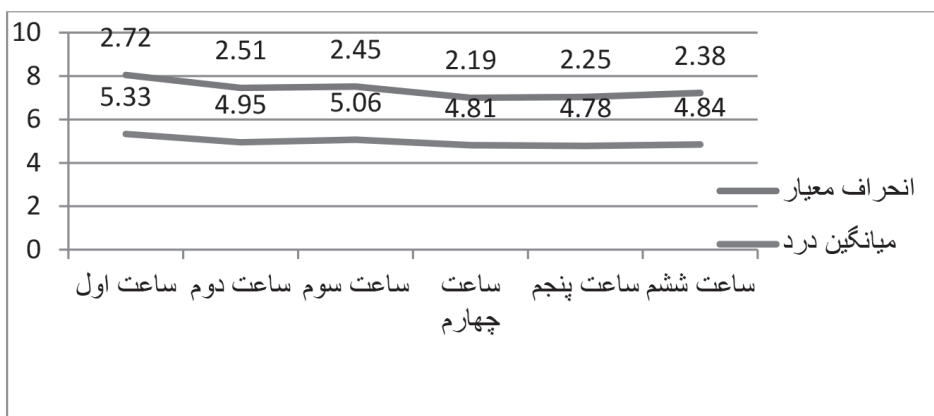 10
8
6
4
2
0
2.72 2.51 2.45 2.19 2.25 2.38
5.33 4.95 5.06 4.81 4.78 4.84
انحراف معیار
میانگین درد
ساعت اول
ساعت دوم
ساعت سوم
ساعت
چهارم
ساعت پنجم
ساعت ششم